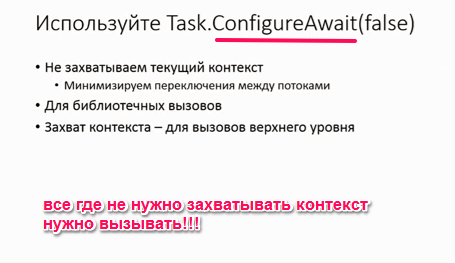 Используйте Task.ConfigureAwait(false)
• Не захватываем текущий контекст
• Минимизируем переключения между потоками
• Для библиотечных вызовов
• Захват контекста – для вызовов верхнего уровня
все где не нужно захватывать контекст
нужно вызывать!!!